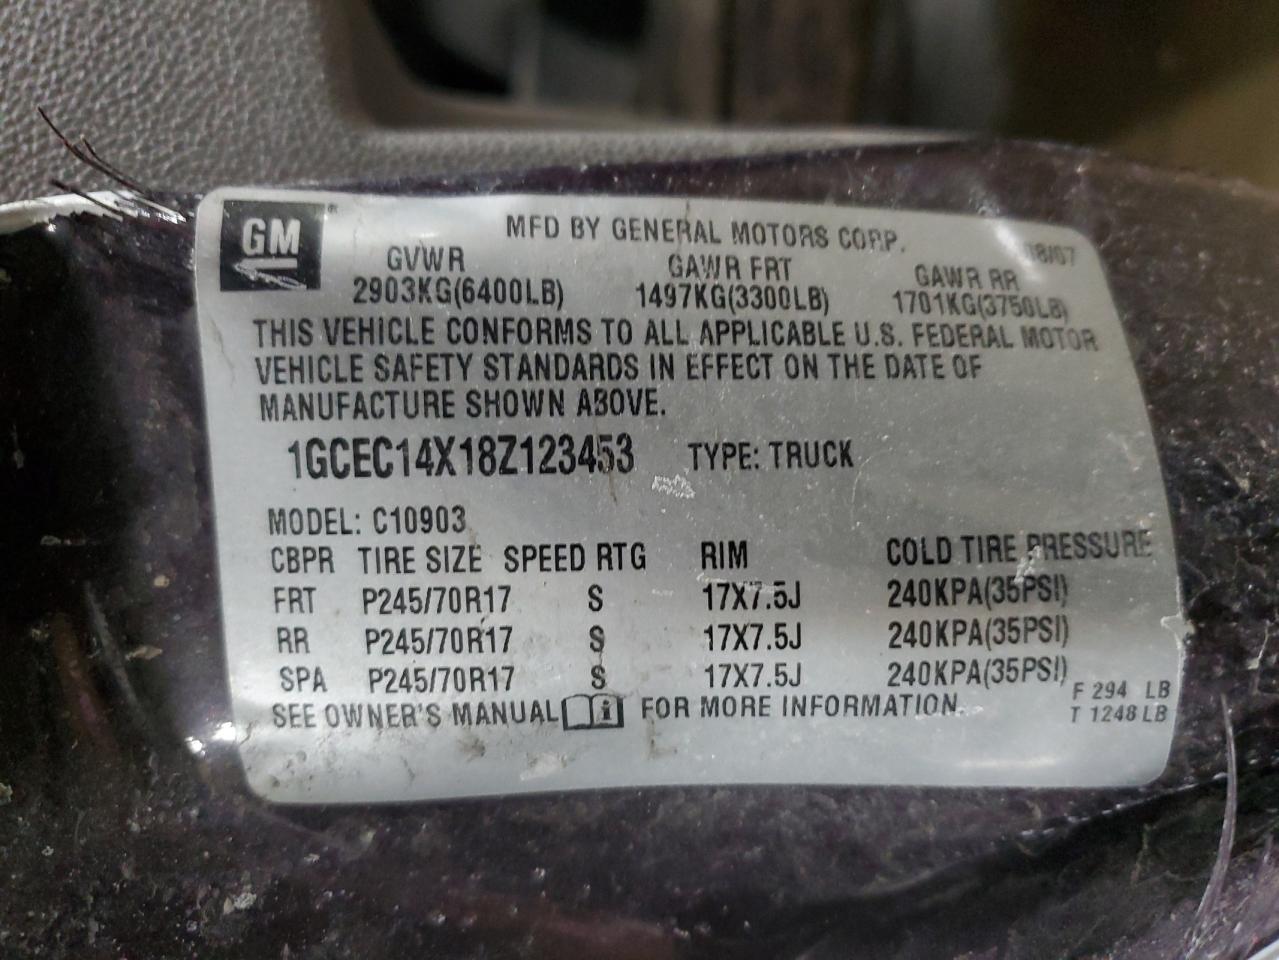 GM ® MFD BY GENERAL MOTORS CORP. 08/07
GVWR GAWR FRT GAWR RR
2903KG(6400LB) 1497KG(3300LB) 1701KG(3750LB)
THIS VEHICLE CONFORMS TO ALL APPLICABLE U.S. FEDERAL MOTOR
VEHICLE SAFETY STANDARDS IN EFFECT ON THE DATE OF
MANUFACTURE SHOWN ABOVE.
1GCEC14X18Z123453 TYPE: TRUCK
MODEL: C10903
CBPR TIRE SIZE SPEED RTG RIM COLD TIRE PRESSURE
FRT P245/70R17 S 17X7.5J 240KPA(35PSI)
RR P245/70R17 S 17X7.5J 240KPA(35PSI)
SPA P245/70R17 S 17X7.5J 240KPA(35PSI)
SEE OWNER'S MANUAL i FOR MORE INFORMATION.
F 294 LB
T 1248 LB